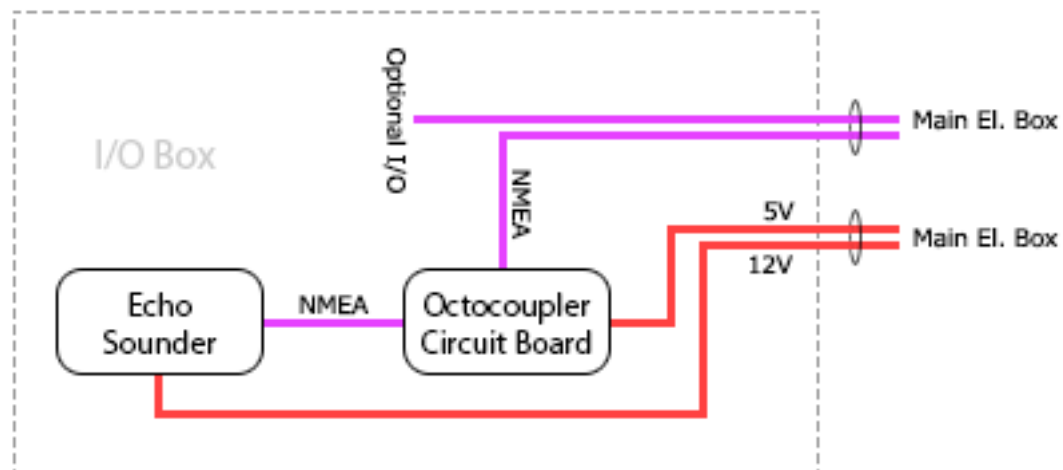 Optional I/O
Main El. Box
I/O Box
NMEA
5V
Main El. Box
12V
Echo
Sounder
NMEA
Octocoupler
Circuit Board